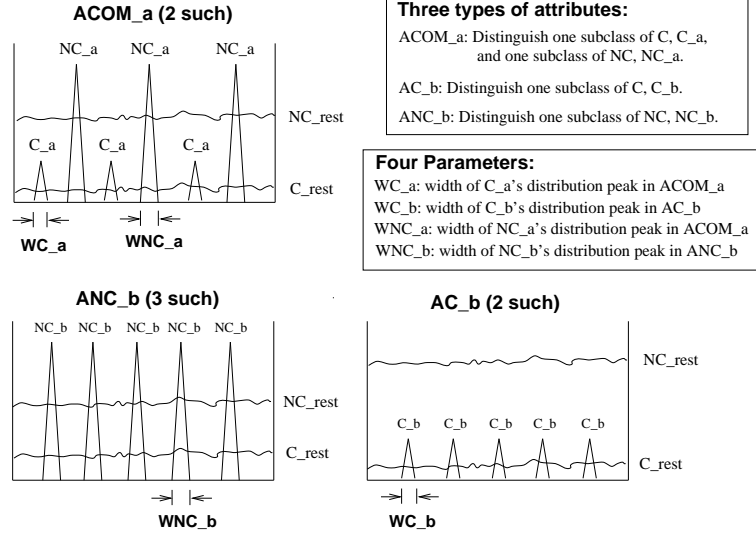 ACOM_a (2 such)
NC_a NC_a NC_a
NC_rest
C_a C_a C_a
C_rest
WC_a
WNC_a
Three types of attributes:
ACOM_a: Distinguish one subclass of C, C_a,
and one subclass of NC, NC_a.
AC_b: Distinguish one subclass of C, C_b.
ANC_b: Distinguish one subclass of NC, NC_b.
Four Parameters:
WC_a: width of C_a's distribution peak in ACOM_a
WC_b: width of C_b's distribution peak in AC_b
WNC_a: width of NC_a's distribution peak in ACOM_a
WNC_b: width of NC_b's distribution peak in ANC_b
ANC_b (3 such)
NC_b NC_b NC_b NC_b NC_b
NC_rest
C_rest
WNC_b
AC_b (2 such)
NC_rest
C_b C_b C_b C_b C_b
C_rest
WC_b